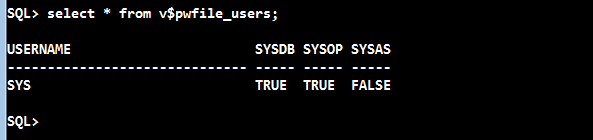 SQL> select * from v$pwfile_users;
USERNAME                       SYSDB SYSOP SYSAS
------------------------------ ----- ----- -----
SYS                            TRUE  TRUE  FALSE
SQL>